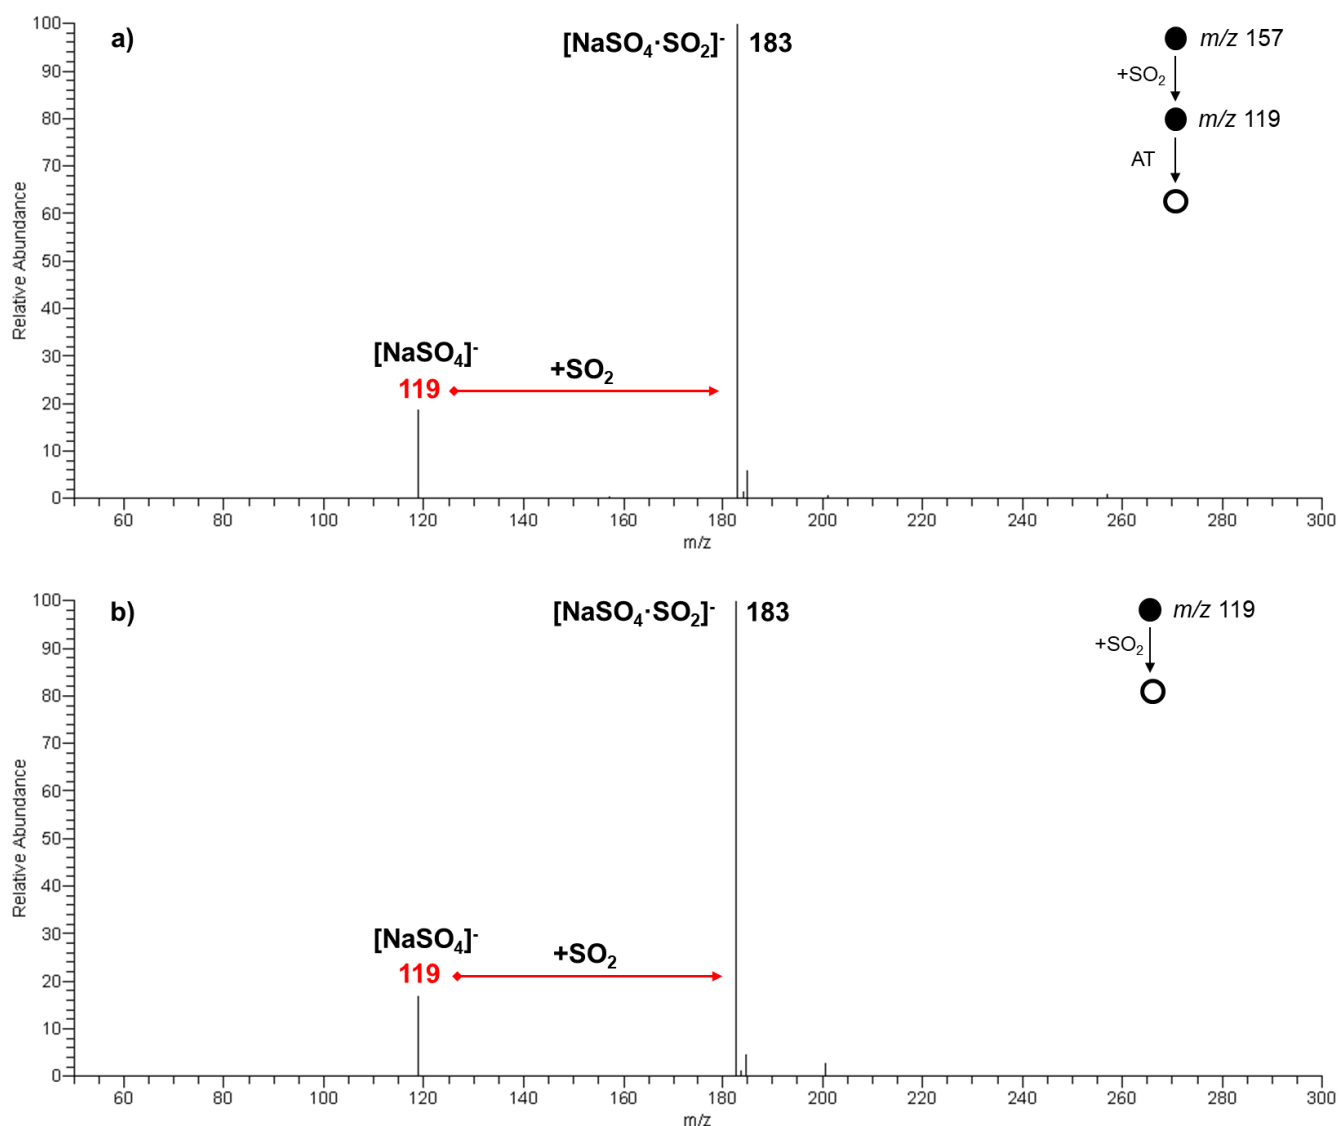 a)
[NaSO₄·SO₂]⁻ 183
m/z 157
+SO₂
m/z 119
AT
[NaSO₄]⁻
119
+SO₂
Relative Abundance
100
90
80
70
60
50
40
30
20
10
0
60 80 100 120 140 160 180 200 220 240 260 280 300
m/z
b)
[NaSO₄·SO₂]⁻ 183
m/z 119
+SO₂
[NaSO₄]⁻
119
+SO₂
Relative Abundance
100
90
80
70
60
50
40
30
20
10
0
60 80 100 120 140 160 180 200 220 240 260 280 300
m/z